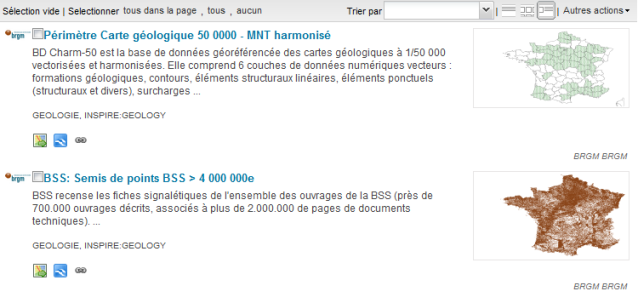 Sélection vide | Selectionner tous dans la page , tous , aucun Trier par Autres actions
brgm Périmètre Carte géologique 50 0000 - MNT harmonisé
BD Charm-50 est la base de données géoréférencée des cartes géologiques à 1/50 000
vectorisées et harmonisées. Elle comprend 6 couches de données numériques vecteurs :
formations géologiques, contours, éléments structuraux linéaires, éléments ponctuels
(structuraux et divers), surcharges ...
GEOLOGIE, INSPIRE:GEOLOGY
BRGM BRGM
brgm BSS: Semis de points BSS > 4 000 000e
BSS recense les fiches signalétiques de l'ensemble des ouvrages de la BSS (près de
700.000 ouvrages décrits, associés à plus de 2.000.000 de pages de documents
techniques). ...
GEOLOGIE, INSPIRE:GEOLOGY
BRGM BRGM